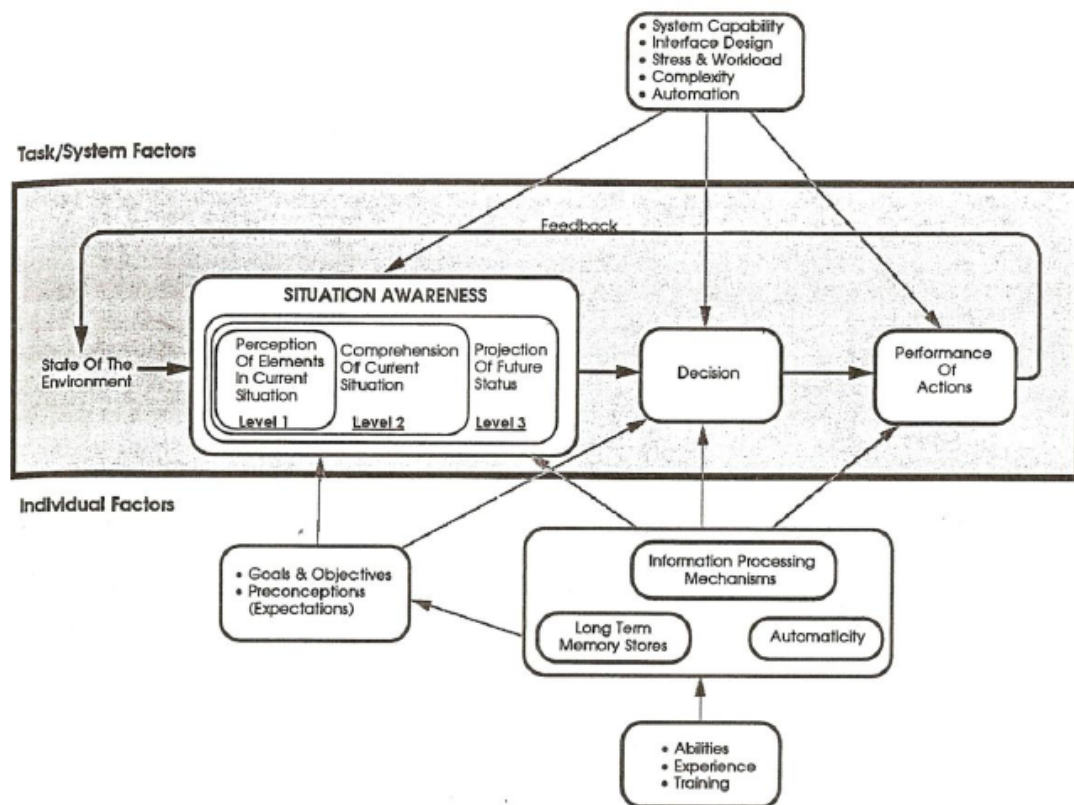 • System Capability
• Interface Design
• Stress & Workload
• Complexity
• Automation
Task/System Factors
Feedback
SITUATION AWARENESS
State Of The
Environment
Perception
Of Elements
In Current
Situation
Level 1
Comprehension
Of Current
Situation
Level 2
Projection
Of Future
Status
Level 3
Decision
Performance
Of
Actions
Individual Factors
• Goals & Objectives
• Preconceptions
(Expectations)
Information Processing
Mechanisms
Long Term
Memory Stores
Automaticity
• Abilities
• Experience
• Training